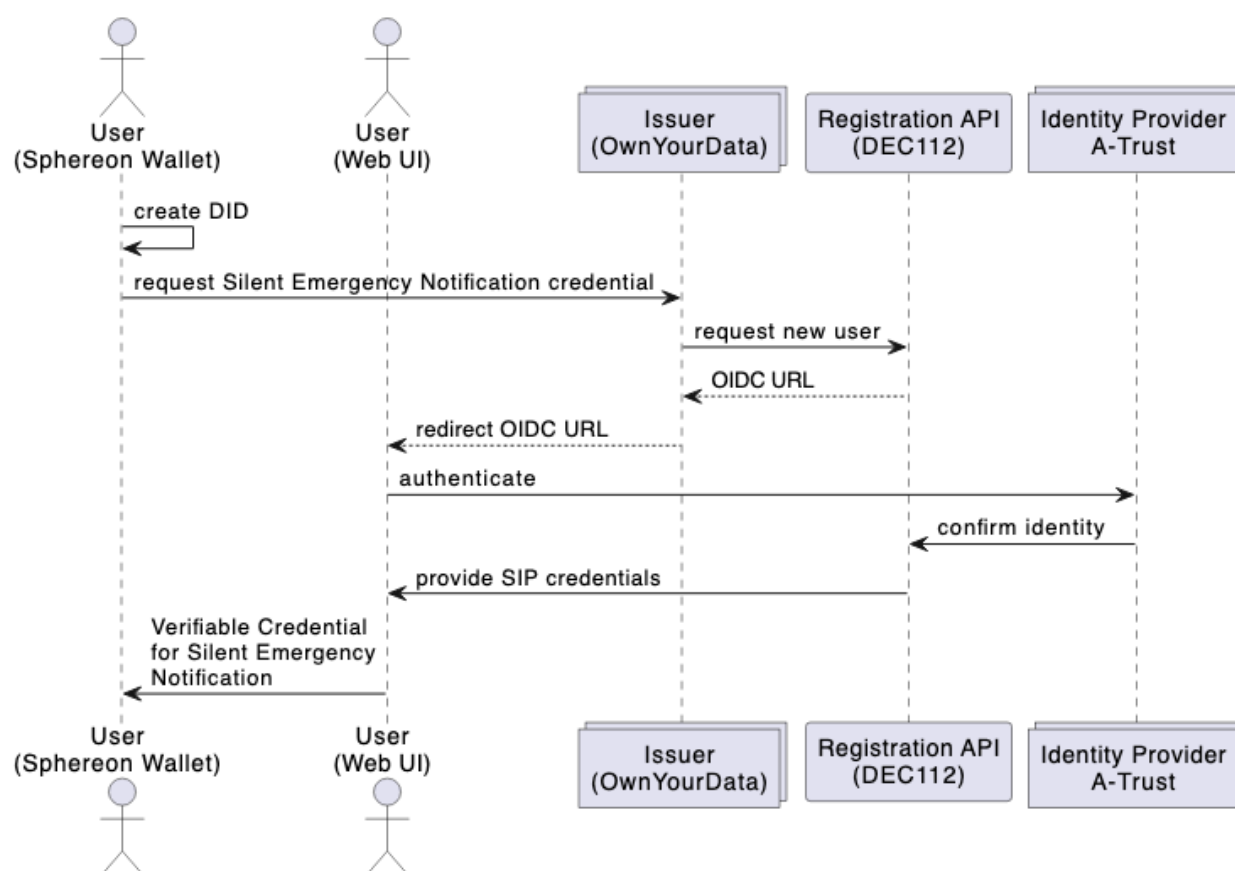 User
(Sphereon Wallet)
User
(Web UI)
Issuer
(OwnYourData)
Registration API
(DEC112)
Identity Provider
A-Trust
create DID
request Silent Emergency Notification credential
request new user
OIDC URL
redirect OIDC URL
authenticate
confirm identity
provide SIP credentials
Verifiable Credential
for Silent Emergency
Notification
User
(Sphereon Wallet)
User
(Web UI)
Issuer
(OwnYourData)
Registration API
(DEC112)
Identity Provider
A-Trust